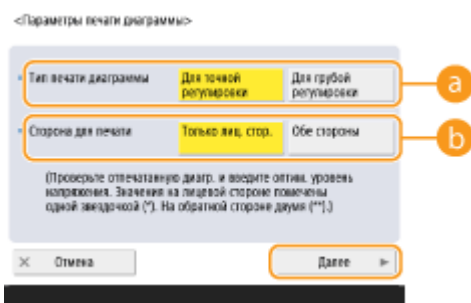 <Параметры печати диаграммы>
Тип печати диаграммы
Для точной
регулировки
Для грубой
регулировки
a
Сторона для печати
Только лиц. стор.
Обе стороны
b
(Проверьте отпечатанную диагр. и введите оптим. уровень
напряжения. Значения на лицевой стороне помечены
одной звездочкой (*). На обратной стороне двумя (**).)
× Отмена
Далее ►